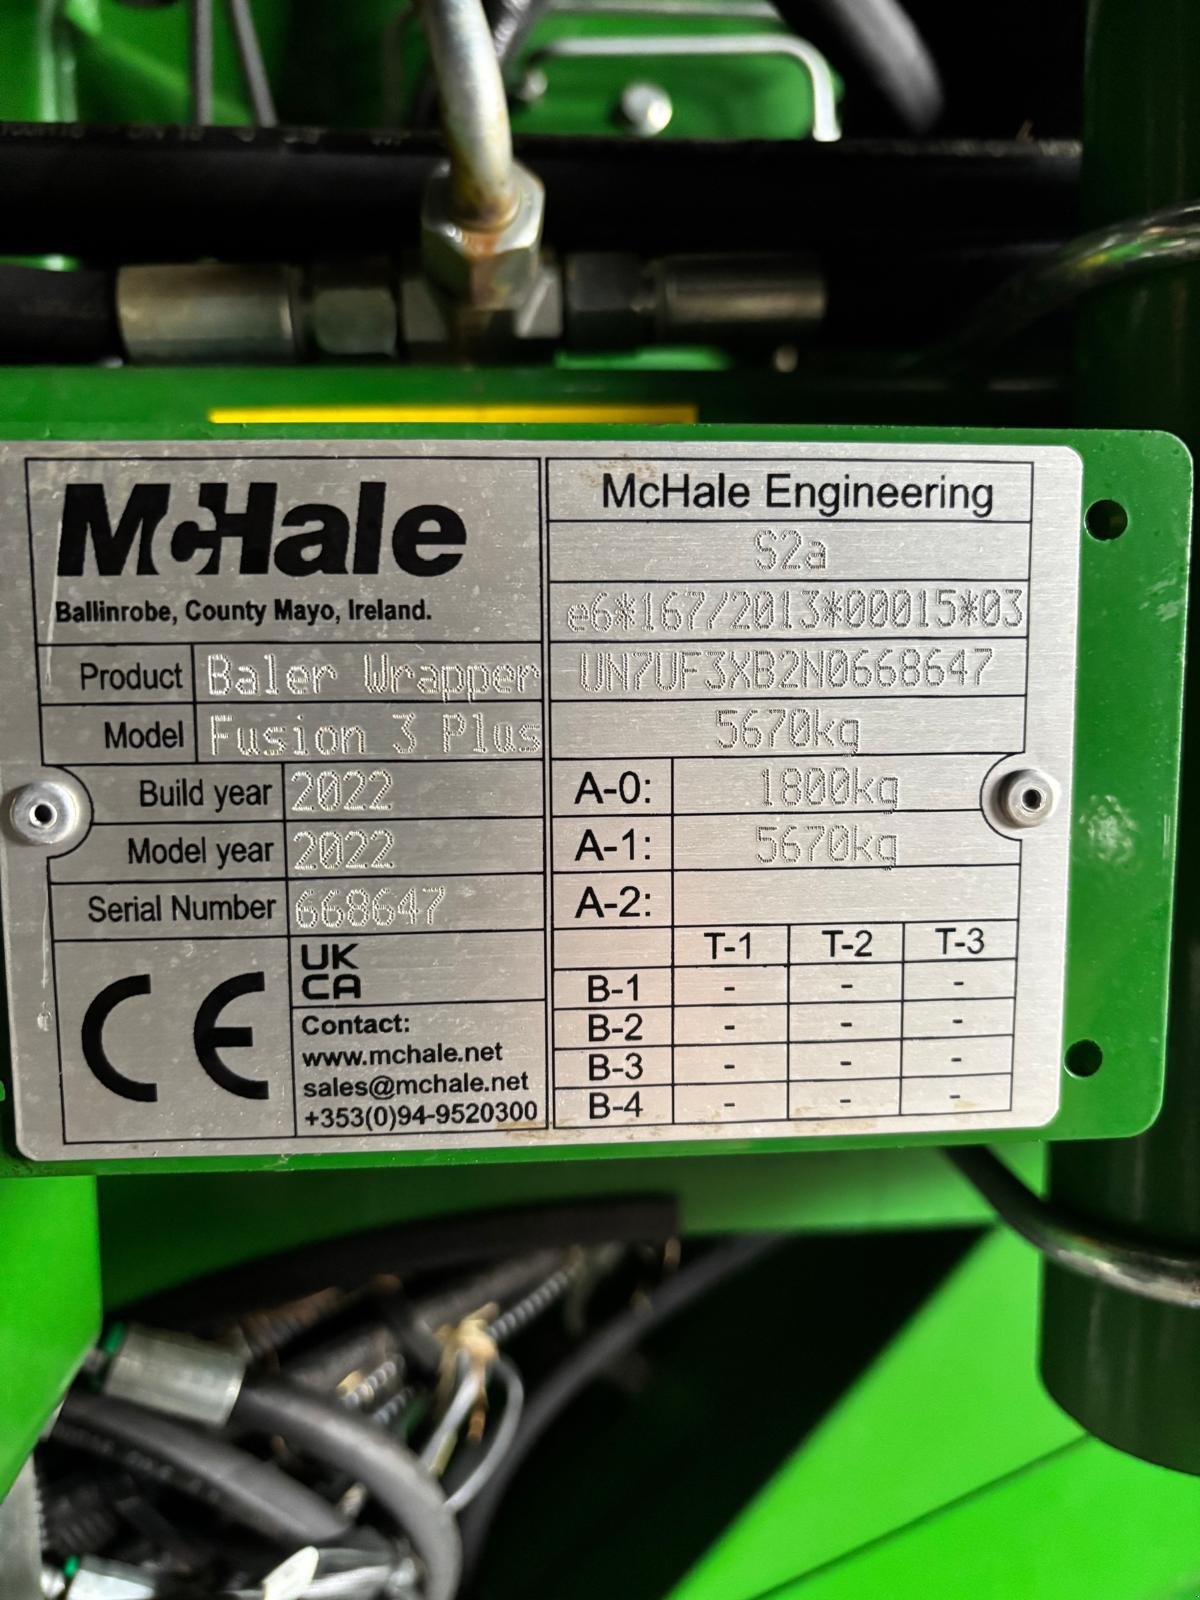 McHale
Ballinrobe, County Mayo, Ireland.
Product Baler Wrapper
Model Fusion 3 Plus
Build year 2022
Model year 2022
Serial Number 668647
CE
UK
CA
Contact:
www.mchale.net
sales@mchale.net
+353(0)94-9520300
McHale Engineering
S2a
e6*167/2013*00015*03
UN7UF3XB2N0668647
5670kg
A-0: 1800kg
A-1: 5670kg
A-2:
T-1 T-2 T-3
B-1 - - -
B-2 - - -
B-3 - - -
B-4 - - -